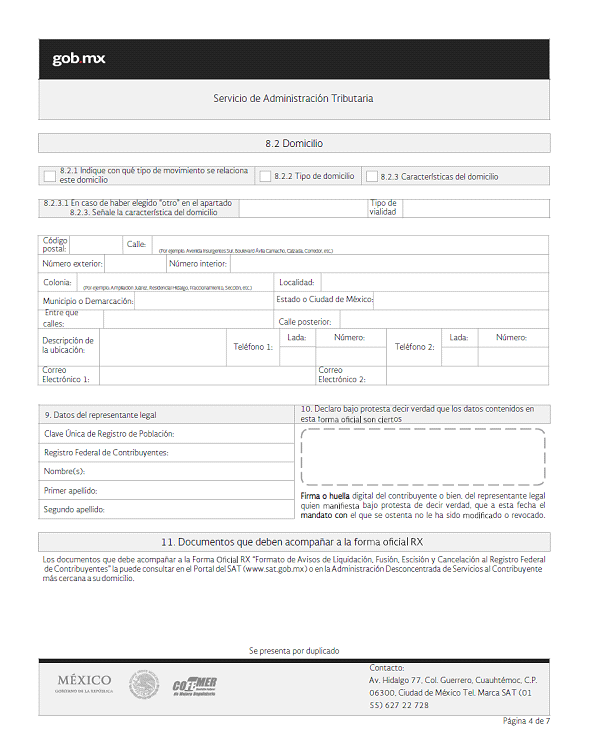 gob.mx
Servicio de Administración Tributaria
8.2 Domicilio
8.2.1 Indique con qué tipo de movimiento se relaciona
este domicilio
8.2.2 Tipo de domicilio
8.2.3 Características del domicilio
8.2.3.1 En caso de haber elegido "otro" en el apartado
8.2.3. Señale la característica del domicilio
Tipo de
vialidad
Código
postal:
Calle:
(Por ejemplo: Avenida Insurgentes Sur, Boulevard Ávila Camacho, Calzada, Corredor, etc.)
Número exterior:
Número interior:
Colonia:
(Por ejemplo: Ampliación Juárez, Residencial Hidalgo, Fraccionamiento, Sección, etc.)
Localidad:
Municipio o Demarcación:
Estado o Ciudad de México:
Entre que
calles:
Calle posterior:
Descripción de
la ubicación:
Teléfono 1:
Lada:
Número:
Teléfono 2:
Lada:
Número:
Correo
Electrónico 1:
Correo
Electrónico 2:
9. Datos del representante legal
Clave Única de Registro de Población:
Registro Federal de Contribuyentes:
Nombre(s):
Primer apellido:
Segundo apellido:
10. Declaro bajo protesta decir verdad que los datos contenidos en
esta forma oficial son ciertos
Firma o huella digital del contribuyente o bien, del representante legal
quien manifiesta bajo protesta de decir verdad, que a esta fecha el
mandato con el que se ostenta no le ha sido modificado o revocado.
11. Documentos que deben acompañar a la forma oficial RX
Los documentos que debe acompañar a la Forma Oficial RX "Formato de Avisos de Liquidación, Fusión, Escisión y Cancelación al Registro Federal
de Contribuyentes" la puede consultar en el Portal del SAT (www.sat.gob.mx) o en la Administración Desconcentrada de Servicios al Contribuyente
más cercana a su domicilio.
Se presenta por duplicado
MÉXICO
GOBIERNO DE LA REPÚBLICA
COFEMER
de Mejora Regulatoria
Contacto:
Av. Hidalgo 77, Col. Guerrero, Cuauhtémoc, C.P.
06300, Ciudad de México Tel. Marca SAT (01
55) 627 22 728
Página 4 de 7